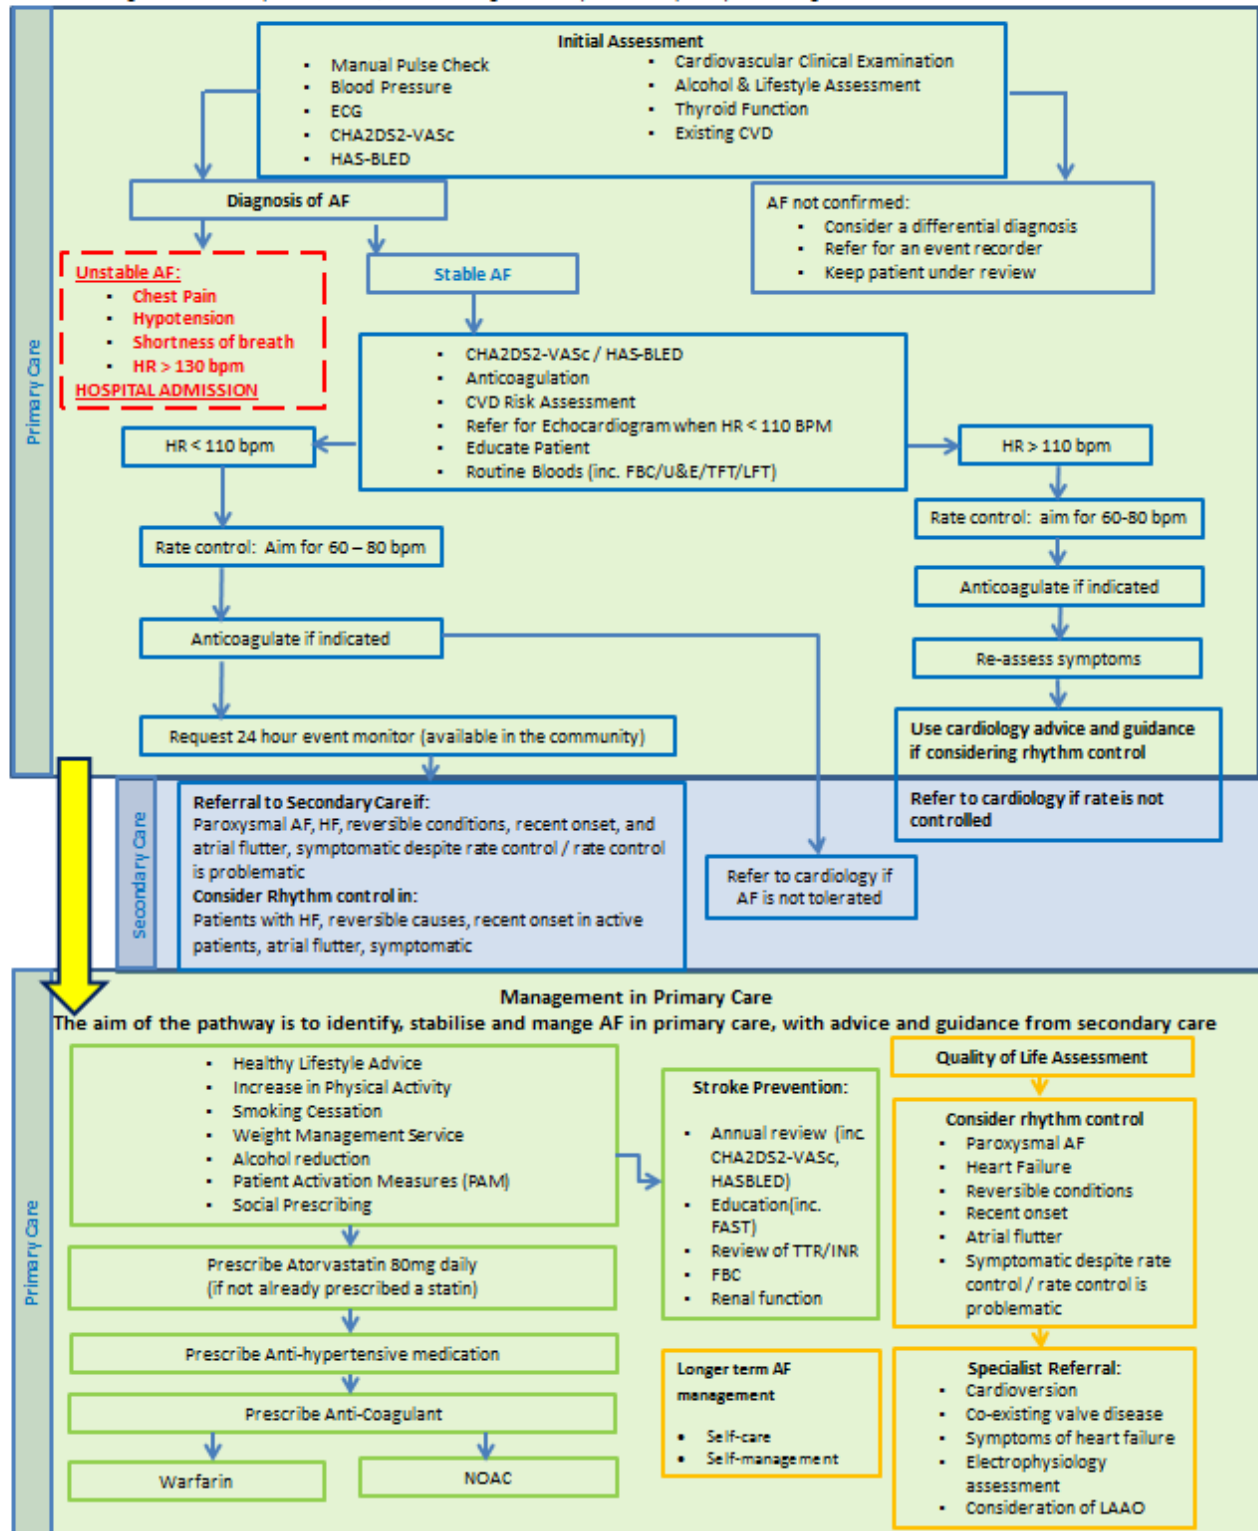 Initial Assessment
Manual Pulse Check
Blood Pressure
ECG
CHA2DS2-VASc
HAS-BLED
Cardiovascular Clinical Examination
Alcohol & Lifestyle Assessment
Thyroid Function
Existing CVD
Diagnosis of AF
AF not confirmed:
Consider a differential diagnosis
Refer for an event recorder
Keep patient under review
Unstable AF:
Chest Pain
Hypotension
Shortness of breath
HR > 130 bpm
HOSPITAL ADMISSION
Stable AF
Primary Care
CHA2DS2-VASc / HAS-BLED
Anticoagulation
CVD Risk Assessment
Refer for Echocardiogram when HR < 110 BPM
Educate Patient
Routine Bloods (inc. FBC/U&E/TFT/LFT)
HR < 110 bpm
HR > 110 bpm
Rate control: Aim for 60 – 80 bpm
Rate control: aim for 60-80 bpm
Anticoagulate if indicated
Anticoagulate if indicated
Re-assess symptoms
Request 24 hour event monitor (available in the community)
Use cardiology advice and guidance
if considering rhythm control
Refer to cardiology if rate is not
controlled
Secondary Care
Referral to Secondary Care if:
Paroxysmal AF, HF, reversible conditions, recent onset, and
atrial flutter, symptomatic despite rate control / rate control
is problematic
Consider Rhythm control in:
Patients with HF, reversible causes, recent onset in active
patients, atrial flutter, symptomatic
Refer to cardiology if
AF is not tolerated
Primary Care
Management in Primary Care
The aim of the pathway is to identify, stabilise and mange AF in primary care, with advice and guidance from secondary care
Healthy Lifestyle Advice
Increase in Physical Activity
Smoking Cessation
Weight Management Service
Alcohol reduction
Patient Activation Measures (PAM)
Social Prescribing
Prescribe Atorvastatin 80mg daily
(if not already prescribed a statin)
Prescribe Anti-hypertensive medication
Prescribe Anti-Coagulant
Warfarin
NOAC
Stroke Prevention:
Annual review (inc.
CHA2DS2-VASc,
HASBLED)
Education(inc.
FAST)
Review of TTR/INR
FBC
Renal function
Longer term AF
management
Self-care
Self-management
Quality of Life Assessment
Consider rhythm control
Paroxysmal AF
Heart Failure
Reversible conditions
Recent onset
Atrial flutter
Symptomatic despite rate
control / rate control is
problematic
Specialist Referral:
Cardioversion
Co-existing valve disease
Symptoms of heart failure
Electrophysiology
assessment
Consideration of LAAO